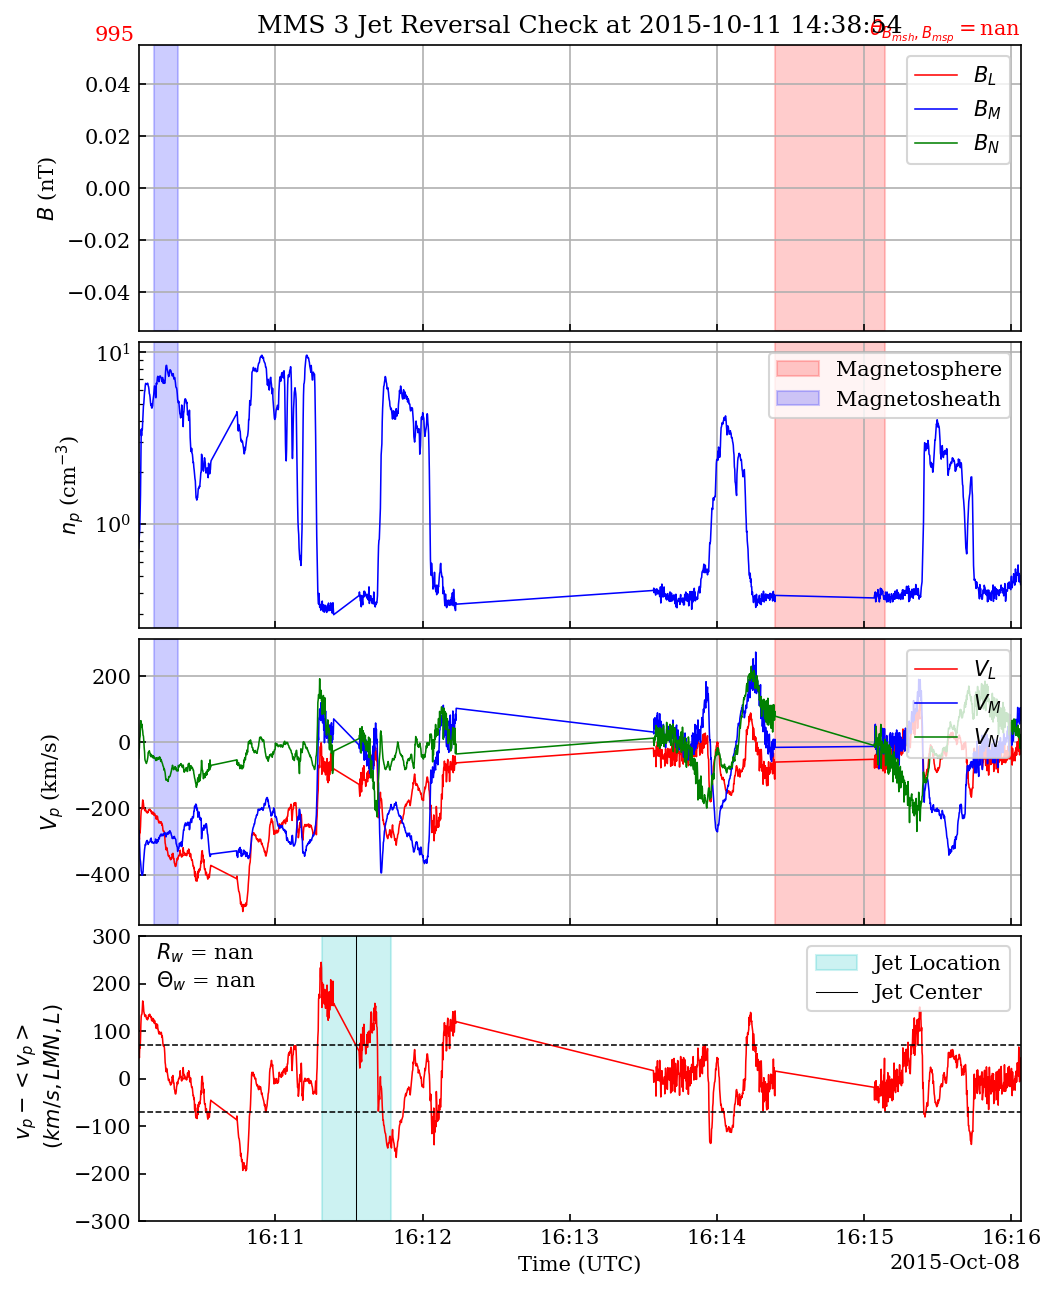 MMS 3 Jet Reversal Check at 2015-10-11 14:38:54
995
Θ_{B_{msh}, B_{msp}} = nan
B (nT)
0.04
0.02
0.00
−0.02
−0.04
B_L
B_M
B_N
n_p (cm^{−3})
10^1
10^0
Magnetosphere
Magnetosheath
V_p (km/s)
200
0
−200
−400
V_L
V_M
V_N
v_p − < v_p >
(km/s, LMN, L)
300
200
100
0
−100
−200
−300
R_w = nan
Θ_w = nan
Jet Location
Jet Center
16:11 16:12 16:13 16:14 16:15 16:16
Time (UTC)
2015-Oct-08